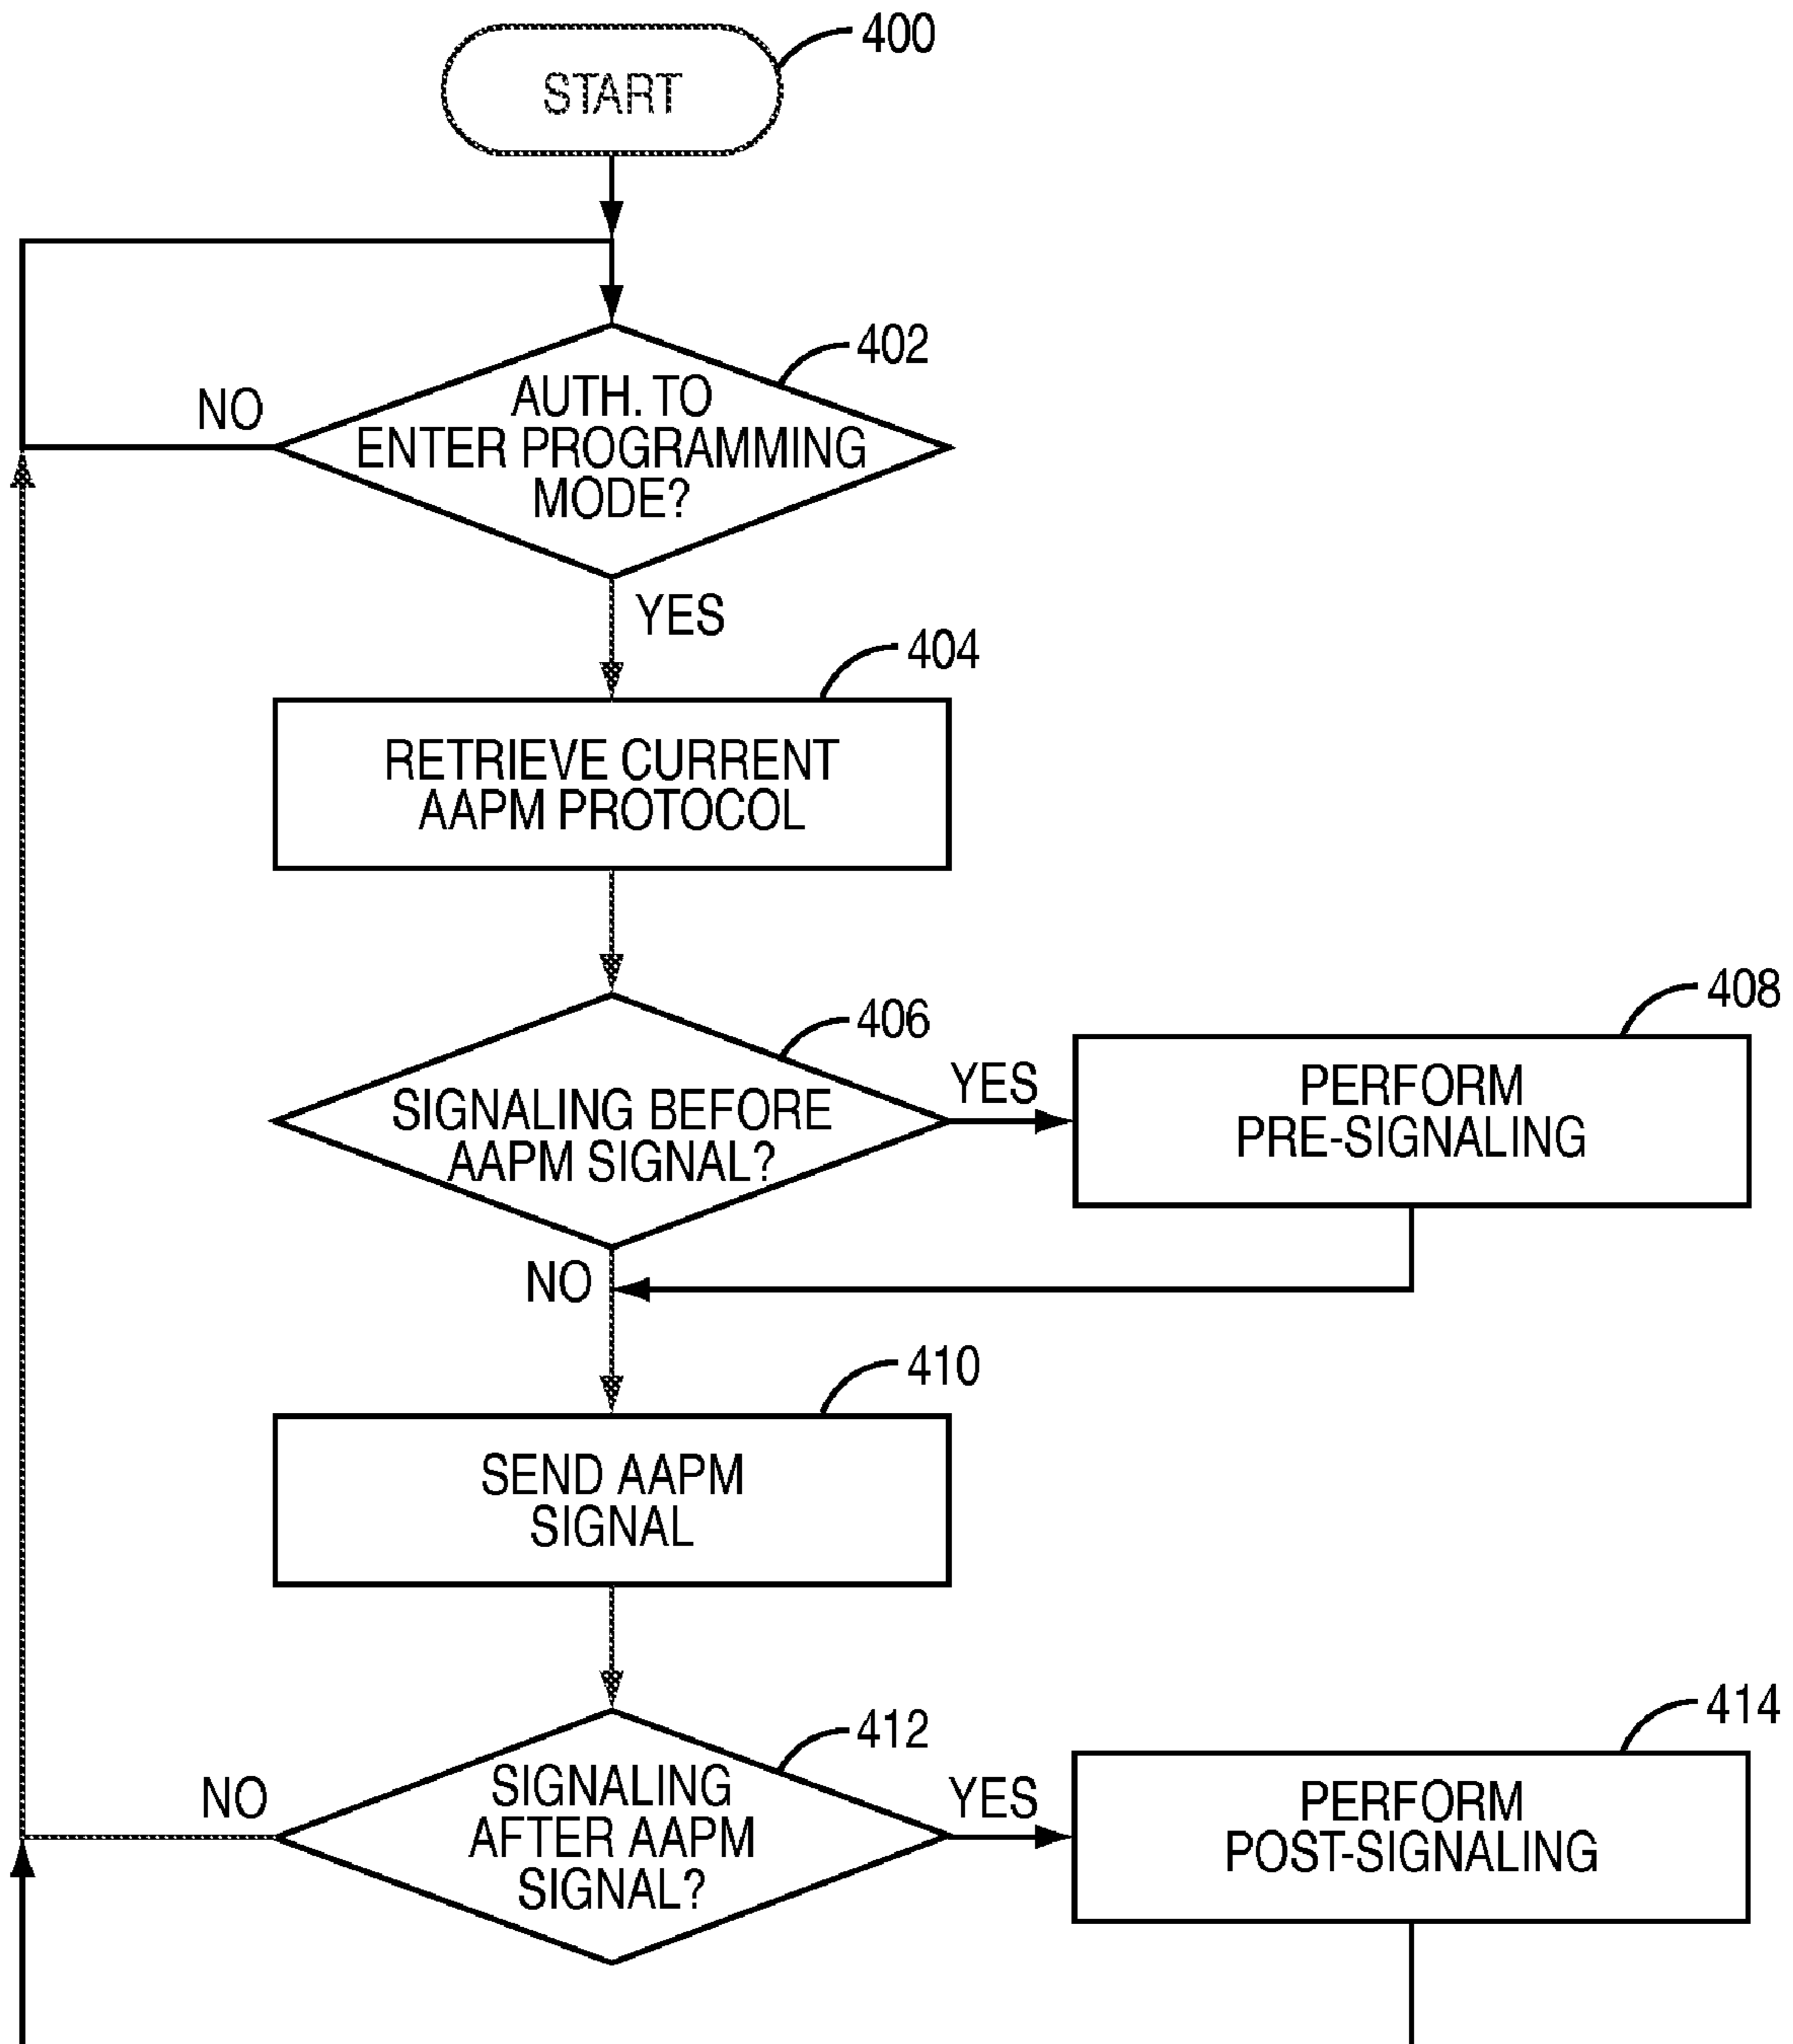 400
START
402
AUTH. TO
ENTER PROGRAMMING
MODE?
NO
YES
404
RETRIEVE CURRENT
AAPM PROTOCOL
406
SIGNALING BEFORE
AAPM SIGNAL?
YES
408
PERFORM
PRE-SIGNALING
NO
410
SEND AAPM
SIGNAL
412
SIGNALING
AFTER AAPM
SIGNAL?
NO
YES
414
PERFORM
POST-SIGNALING